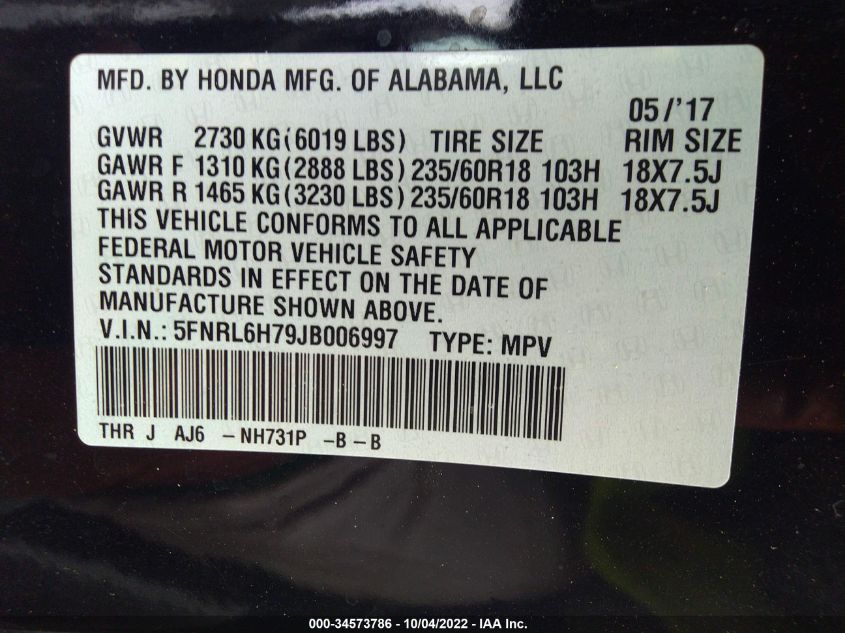 MFD. BY HONDA MFG. OF ALABAMA, LLC
05/'17
GVWR 2730 KG(6019 LBS) TIRE SIZE RIM SIZE
GAWR F 1310 KG(2888 LBS) 235/60R18 103H 18X7.5J
GAWR R 1465 KG(3230 LBS) 235/60R18 103H 18X7.5J
THIS VEHICLE CONFORMS TO ALL APPLICABLE
FEDERAL MOTOR VEHICLE SAFETY
STANDARDS IN EFFECT ON THE DATE OF
MANUFACTURE SHOWN ABOVE.
V.I.N.: 5FNRL6H79JB006997 TYPE: MPV
THR J AJ6 -NH731P -B-B
000-34573786 - 10/04/2022 - IAA Inc.